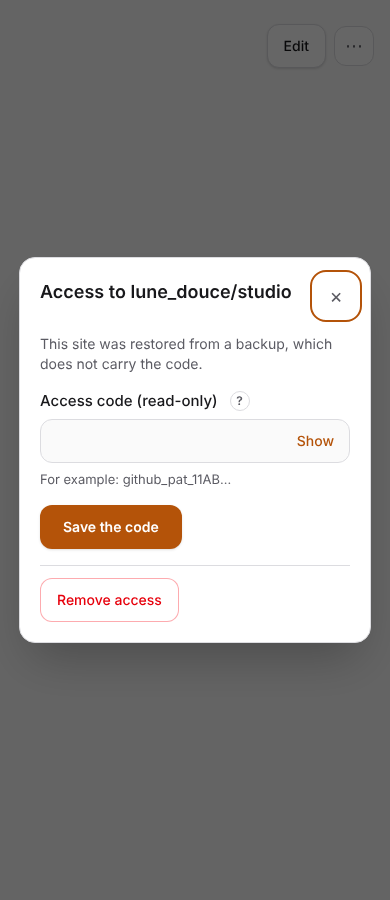 Edit
...
Access to lune_douce/studio
×
This site was restored from a backup, which
does not carry the code.
Access code (read-only) ?
Show
For example: github_pat_11AB...
Save the code
Remove access